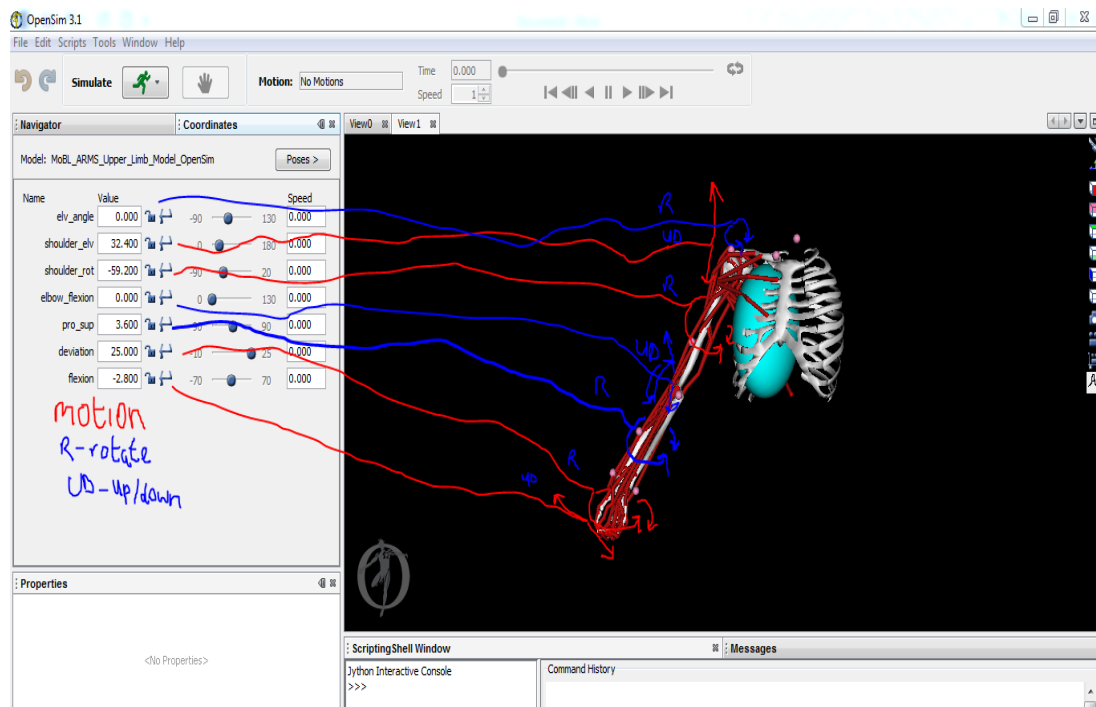 OpenSim 3.1
File Edit Scripts Tools Window Help
Simulate
Motion: No Motions
Time 0.000
Speed 1
Navigator
Coordinates
View0
View1
Model: MoBL_ARMS_Upper_Limb_Model_OpenSim
Poses >
Name Value Speed
elv_angle 0.000 -90 130 0.000
shoulder_elv 32.400 0 180 0.000
shoulder_rot -59.200 -90 20 0.000
elbow_flexion 0.000 0 130 0.000
pro_sup 3.600 -90 90 0.000
deviation 25.000 -10 25 0.000
flexion -2.800 -70 70 0.000
MOTION
R-rotate
UD-up/down
R
UD
R
UD
R
R
UD
Properties
<No Properties>
Scripting Shell Window
Messages
Jython Interactive Console
>>>
Command History